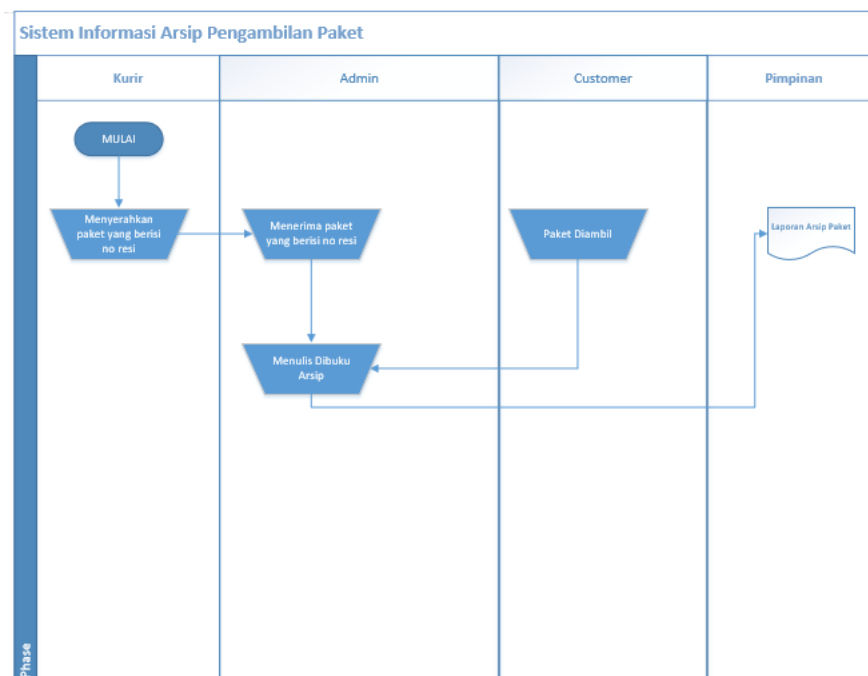 Sistem Informasi Arsip Pengambilan Paket
Kurir
Admin
Customer
Pimpinan
MULAI
Menyerahkan
paket yang berisi
no resi
Menerima paket
yang berisi no resi
Paket Diambil
Laporan Arsip Paket
Menulis Dibuku
Arsip
Phase